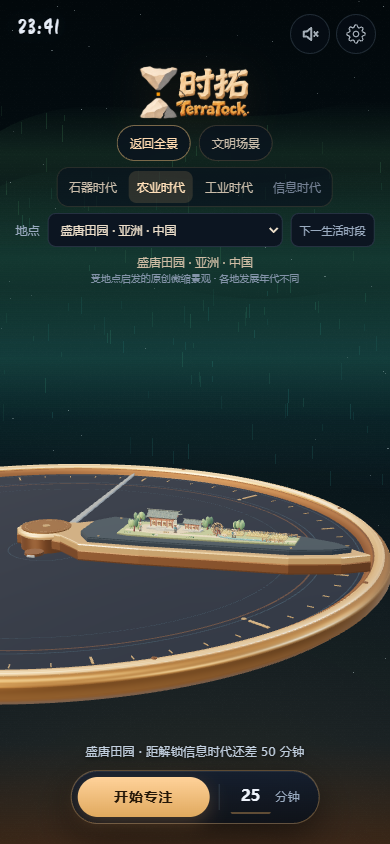 23:41
时拓
TerraTock
返回全景 文明场景
石器时代 农业时代 工业时代 信息时代
地点 盛唐田园 · 亚洲 · 中国 下一生活时段
盛唐田园 · 亚洲 · 中国
受地点启发的原创微缩景观 · 各地发展年代不同
盛唐田园 · 距解锁信息时代还差 50 分钟
开始专注 25 分钟